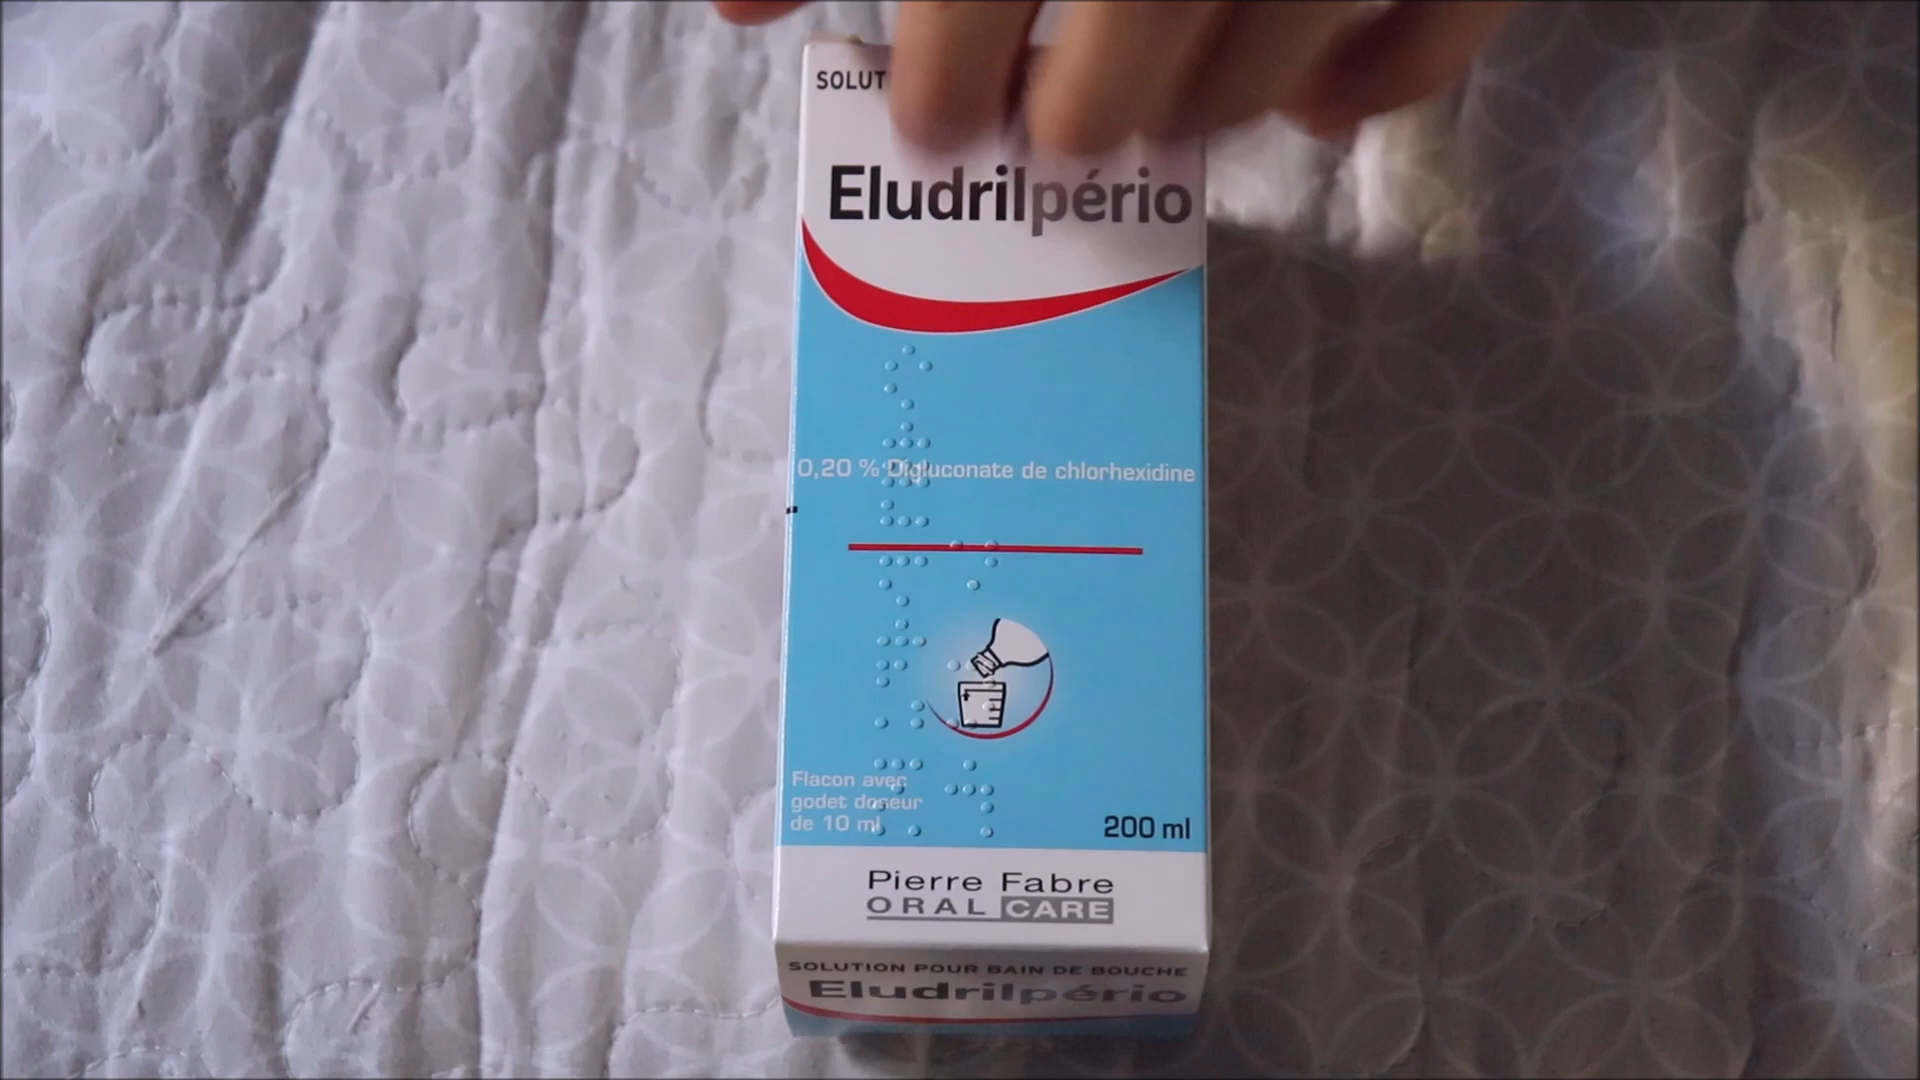 SOLUT
Eludrilpério
0,20 % Digluconate de chlorhexidine
Flacon avec
godet doseur
de 10 ml
200 ml
Pierre Fabre
ORAL CARE
SOLUTION POUR BAIN DE BOUCHE
Eludrilpério